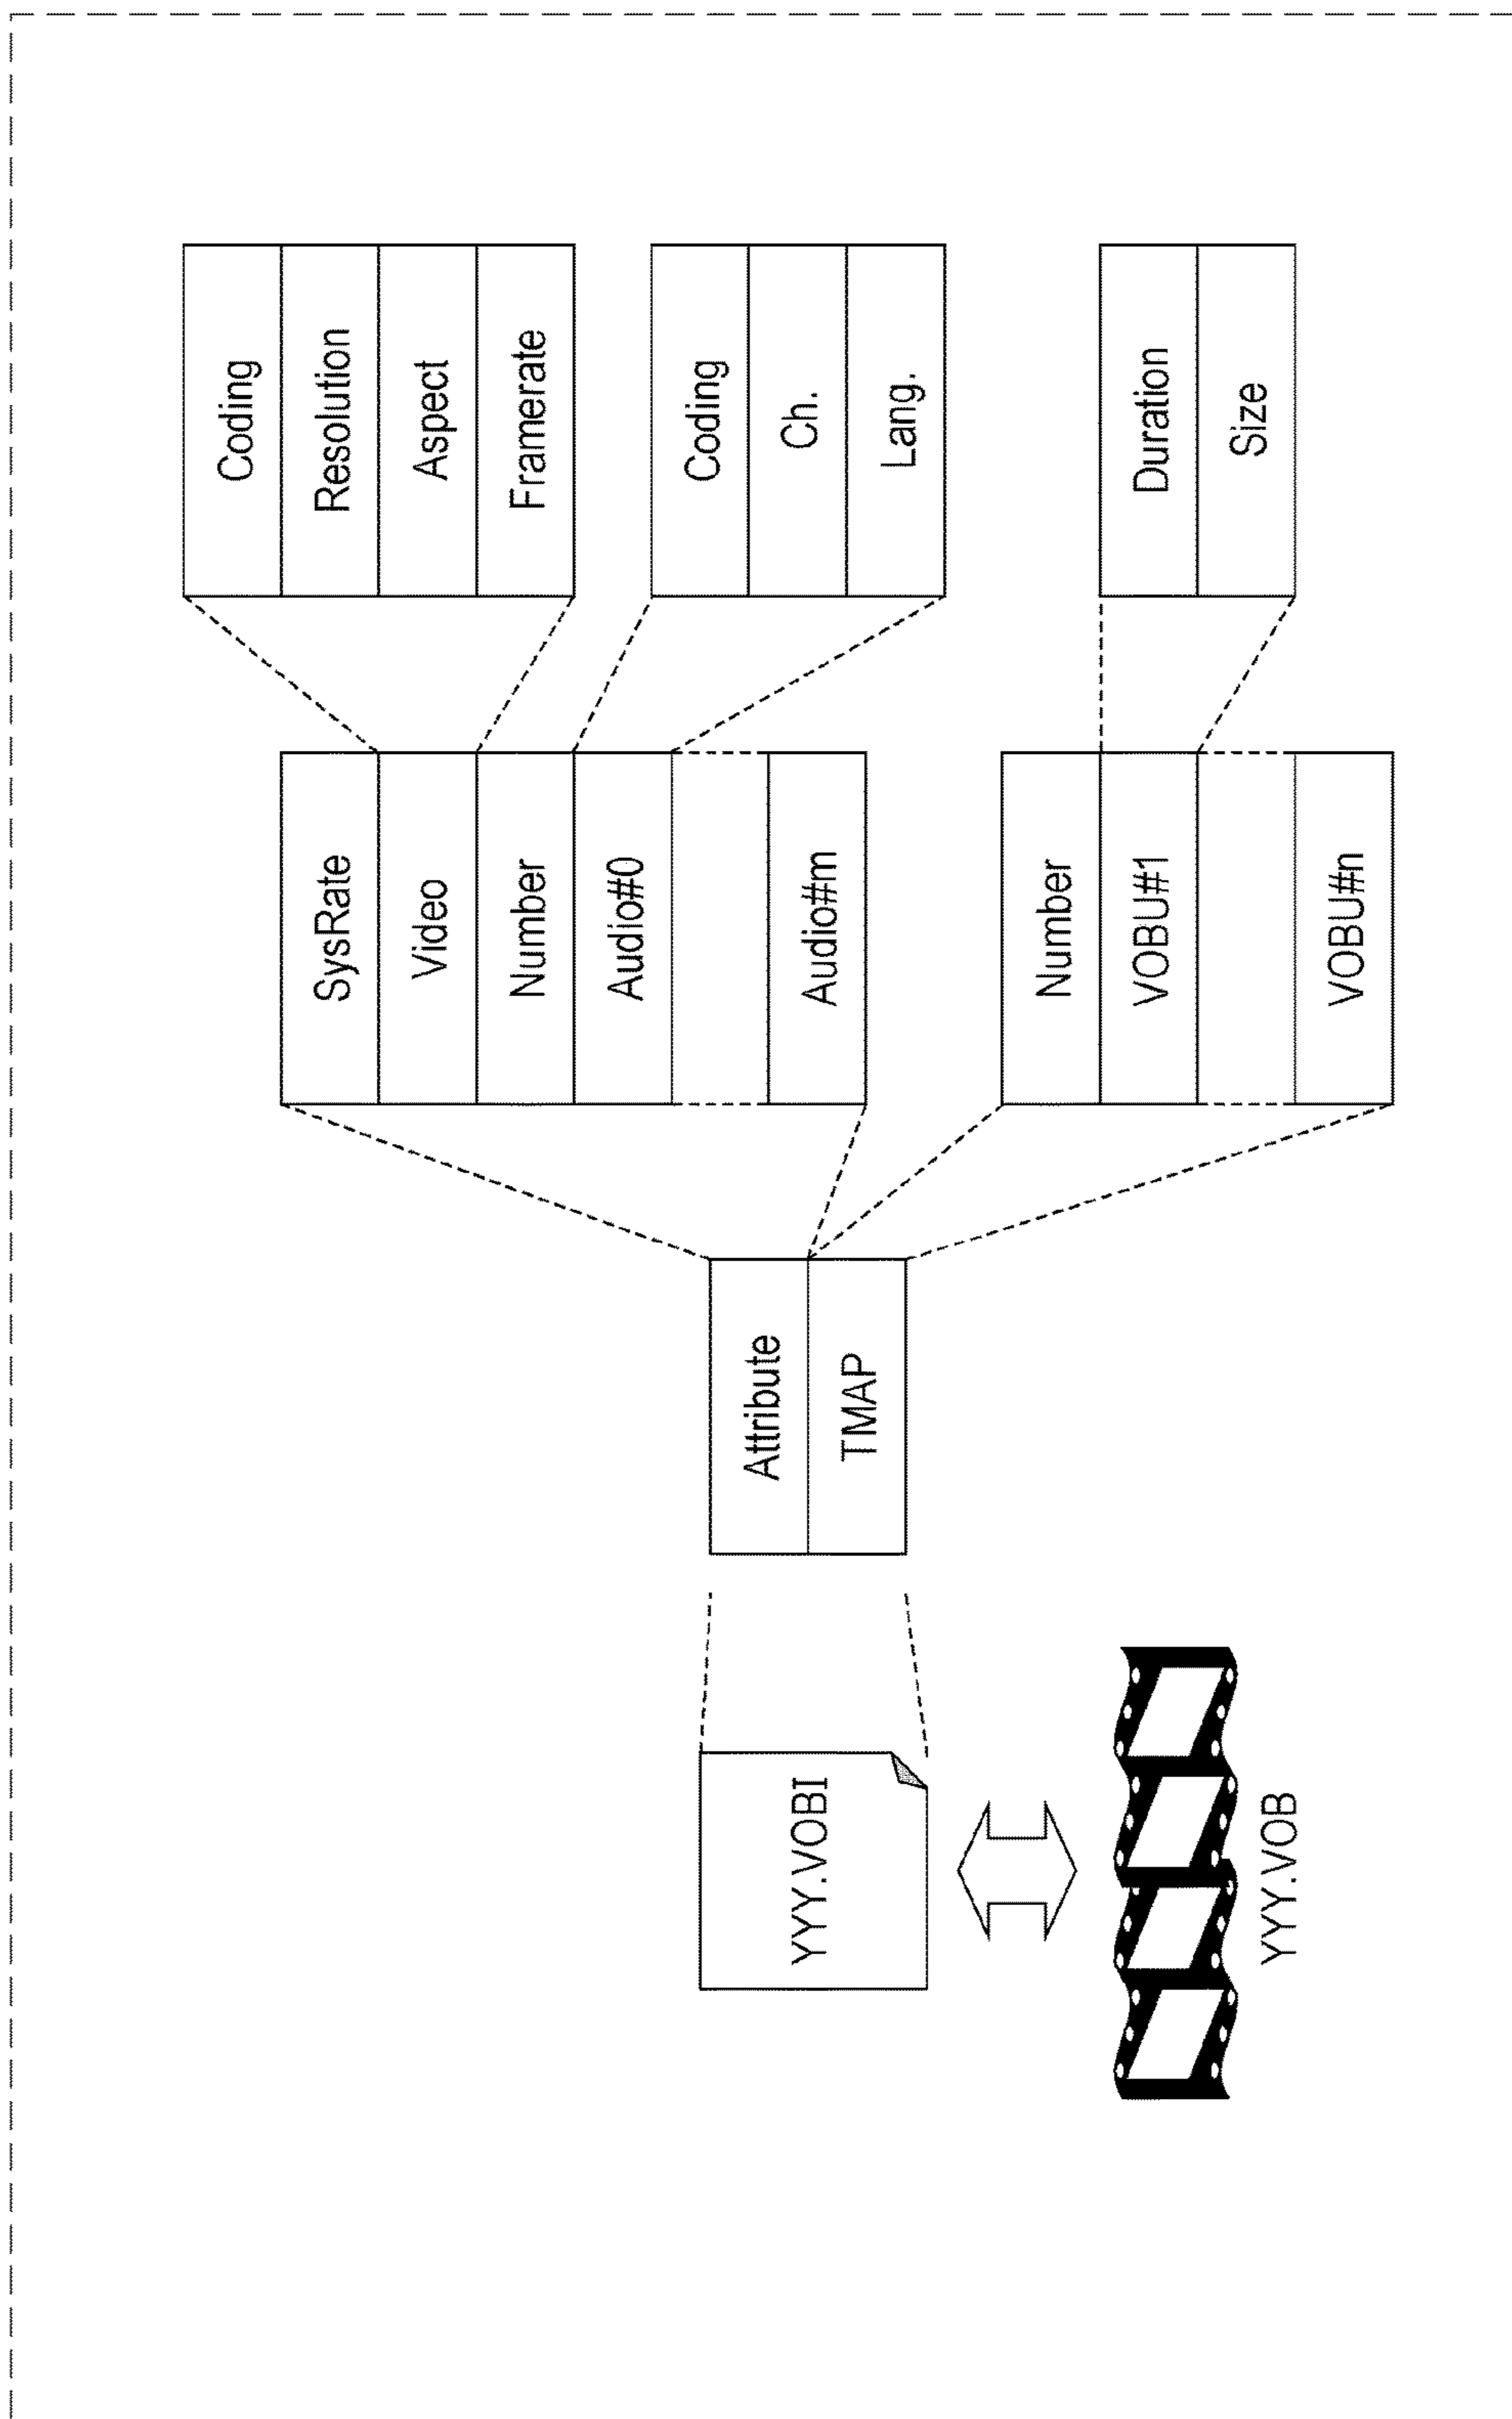 YYY.VOBI
YYY.VOB
Attribute
TMAP
SysRate
Video
Number
Audio#0
Audio#m
Number
VOBU#1
VOBU#n
Coding
Resolution
Aspect
Framerate
Coding
Ch.
Lang.
Duration
Size